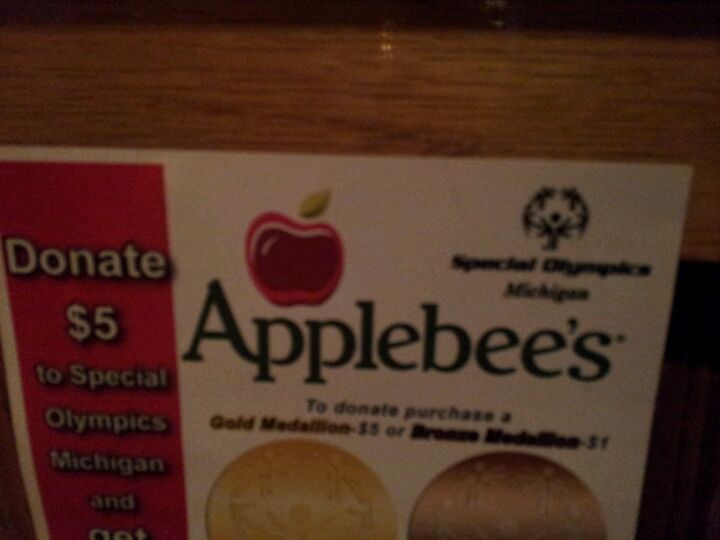 Donate
$5
to Special
Olympics
Michigan
and
get
Applebee's
Special Olympics
Michigan
To donate purchase a
Gold Medallion-$5 or Bronze Medallion-$1